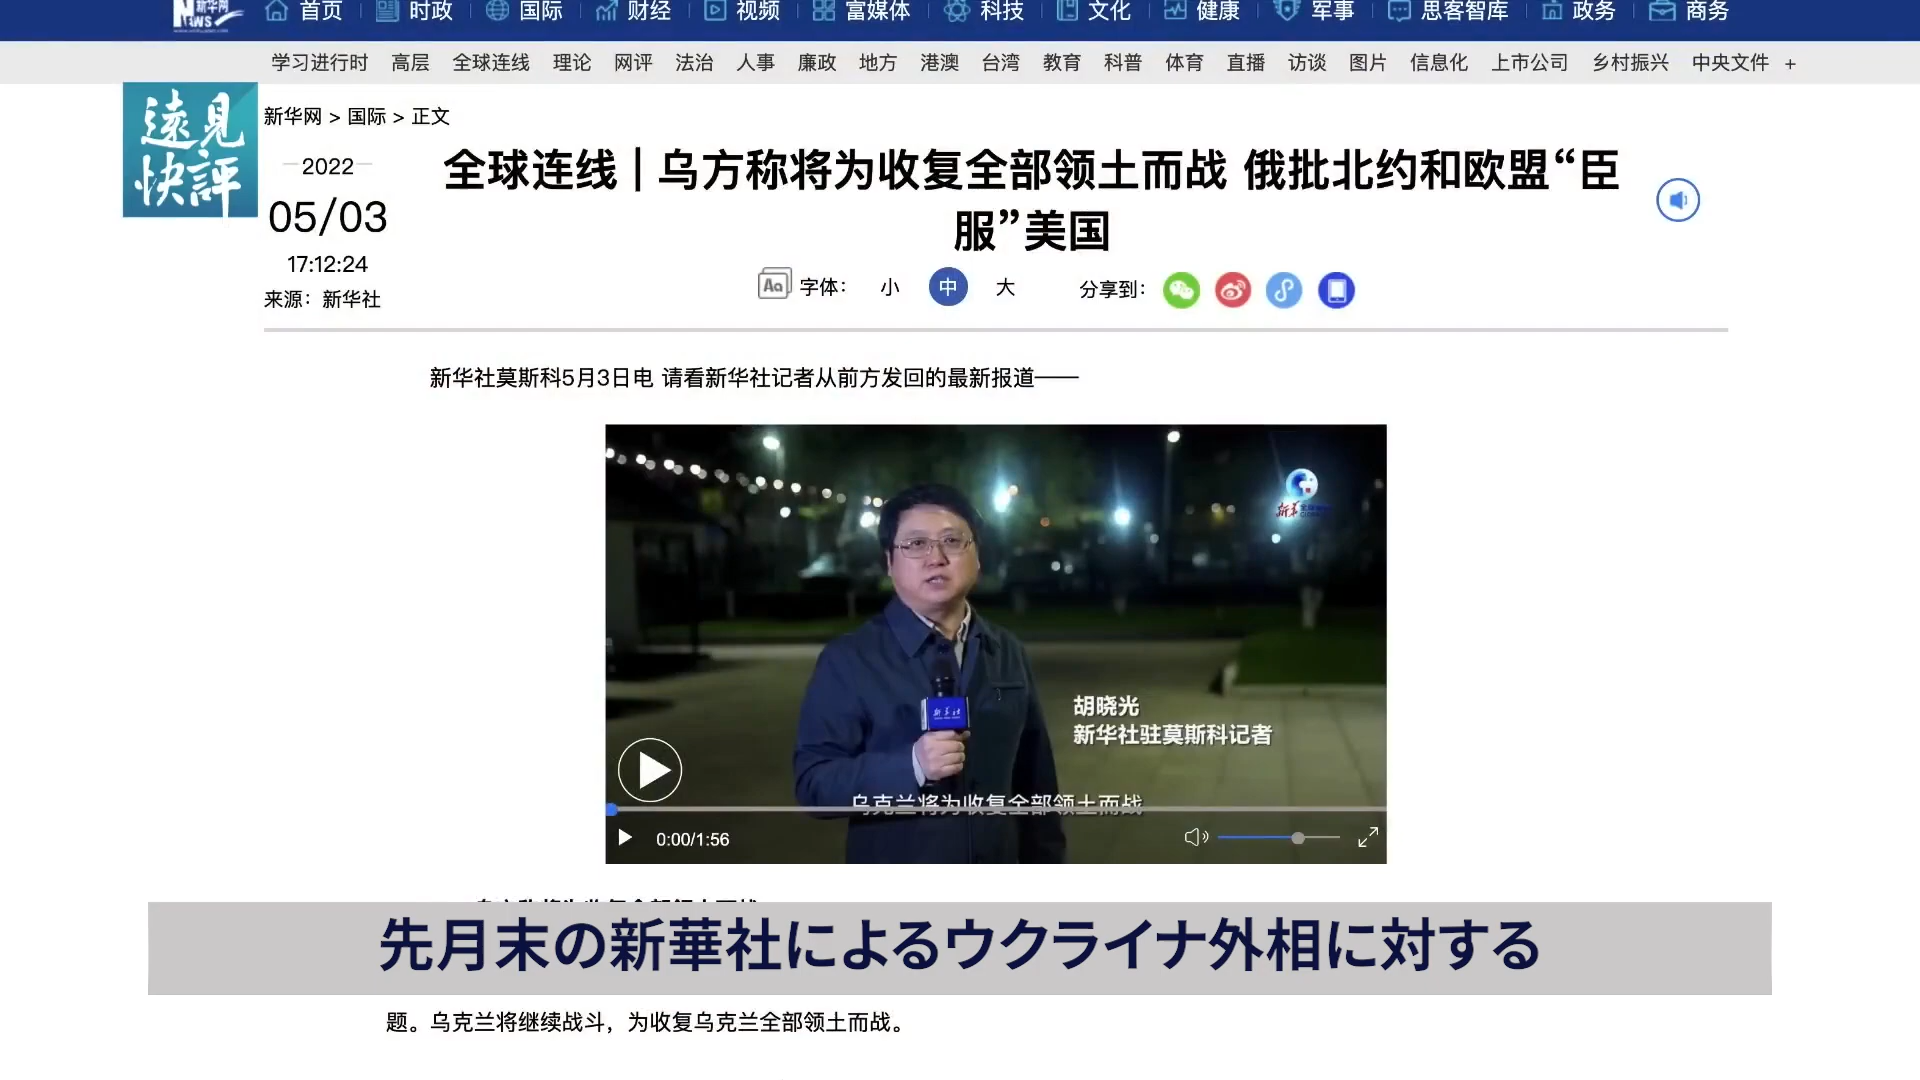 新华网
NEWS
首页 时政 国际 财经 视频 富媒体 科技 文化 健康 军事 思客智库 政务 商务
学习进行时 高层 全球连线 理论 网评 法治 人事 廉政 地方 港澳 台湾 教育 科普 体育 直播 访谈 图片 信息化 上市公司 乡村振兴 中央文件 +
遠見
快評
新华网 > 国际 > 正文
2022
05/03
17:12:24
来源：新华社
全球连线 | 乌方称将为收复全部领土而战 俄批北约和欧盟“臣
服”美国
Aa 字体： 小 中 大 分享到：
新华社莫斯科5月3日电 请看新华社记者从前方发回的最新报道——
新华
新华社
胡晓光
新华社驻莫斯科记者
乌克兰将为收复全部领土而战
0:00/1:56
先月末の新華社によるウクライナ外相に対する
题。乌克兰将继续战斗，为收复乌克兰全部领土而战。